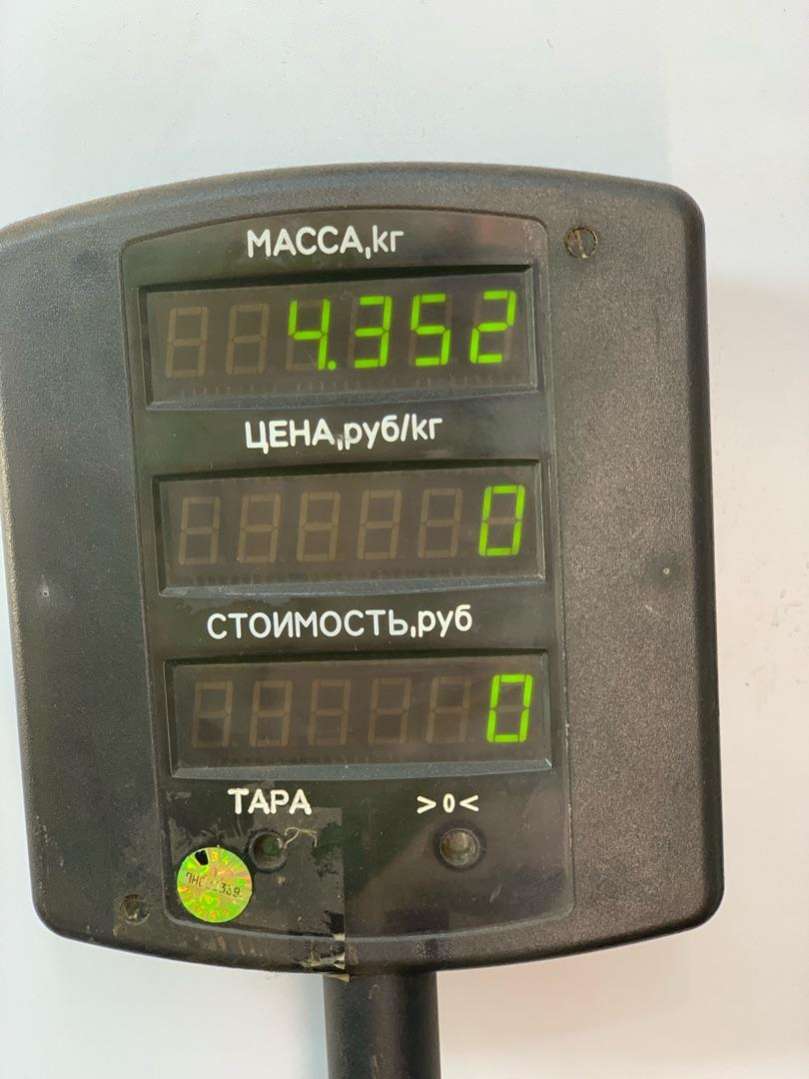 МАССА,кг
4.352
ЦЕНА,руб/кг
0
СТОИМОСТЬ,руб
0
ТАРА >0<